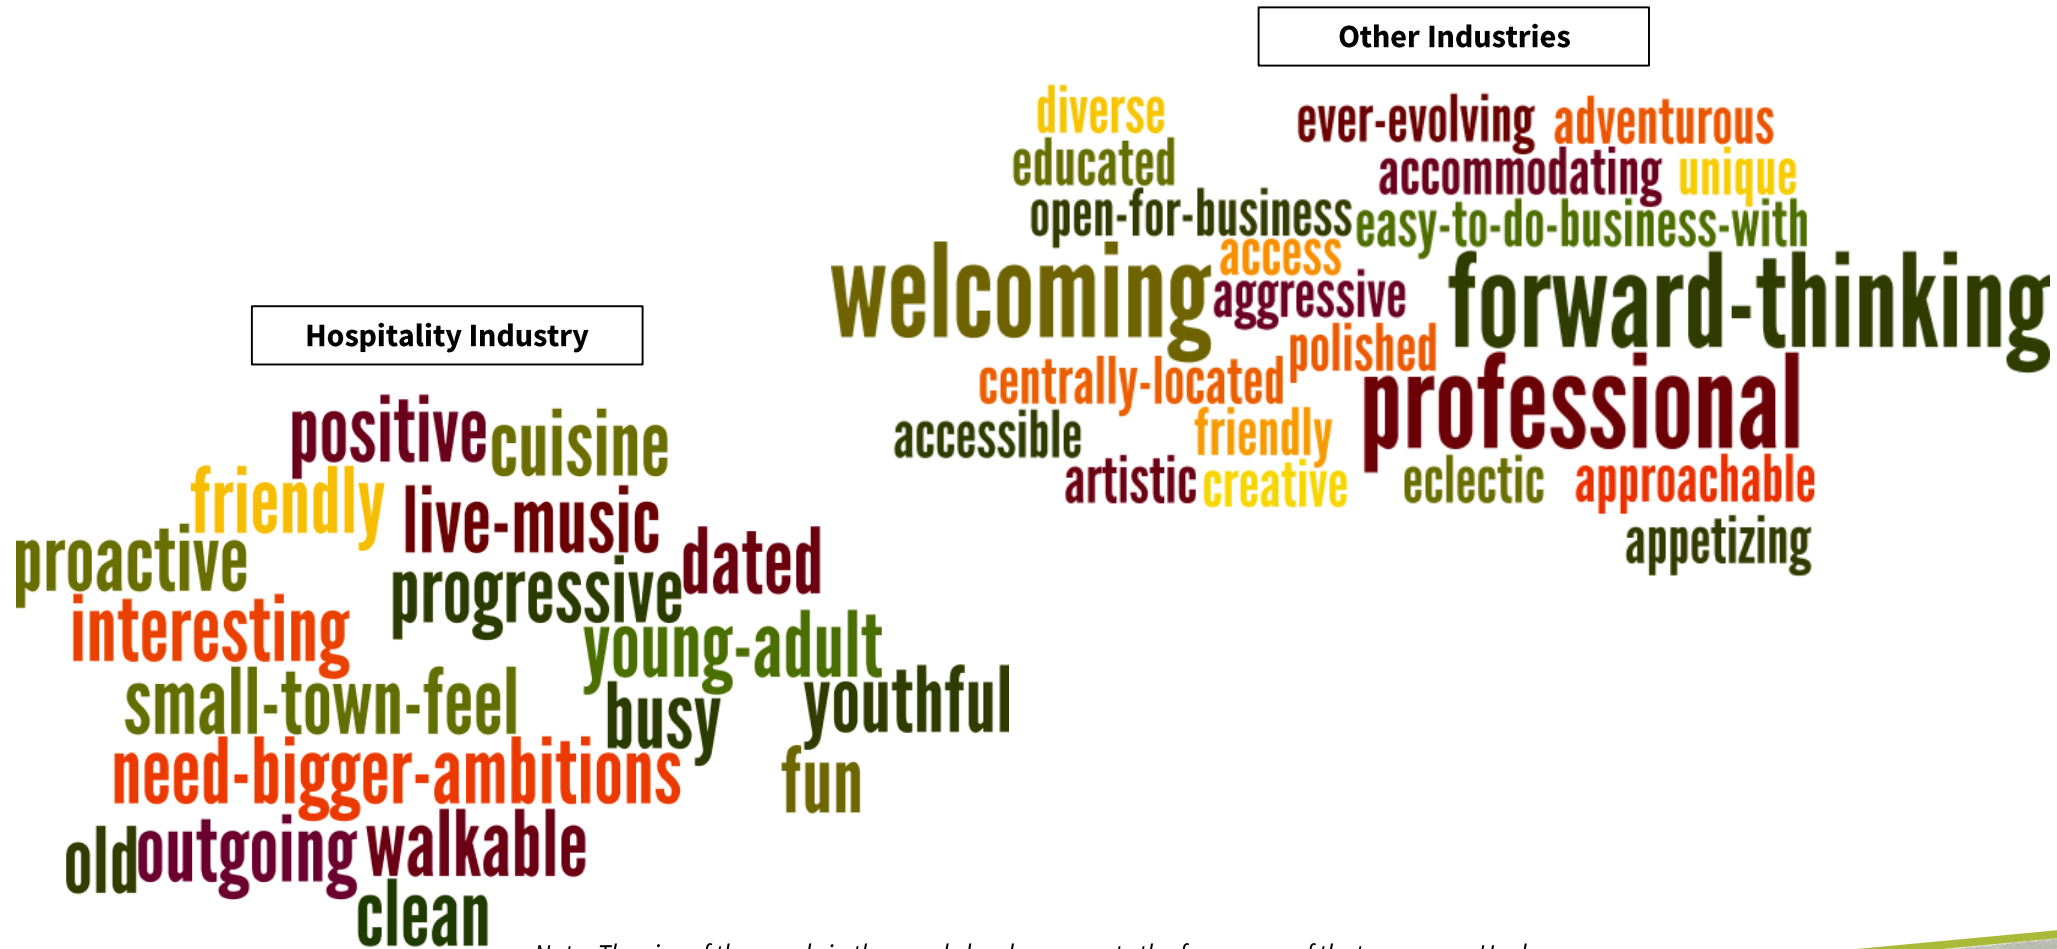 Other Industries
diverse
ever-evolving adventurous
educated
accommodating unique
open-for-business easy-to-do-business-with
access
welcoming aggressive forward-thinking
polished
centrally-located professional
accessible friendly
artistic creative eclectic approachable
appetizing
Hospitality Industry
positive cuisine
friendly live-music
proactive dated
progressive
interesting young-adult
small-town-feel busy youthful
need-bigger-ambitions fun
old outgoing walkable
clean